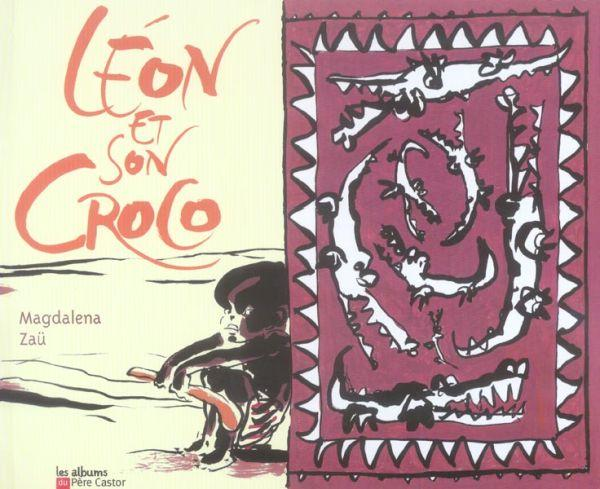 LÉON
ET
SON
CROCO
Magdalena
Zaü
les albums
du Père Castor